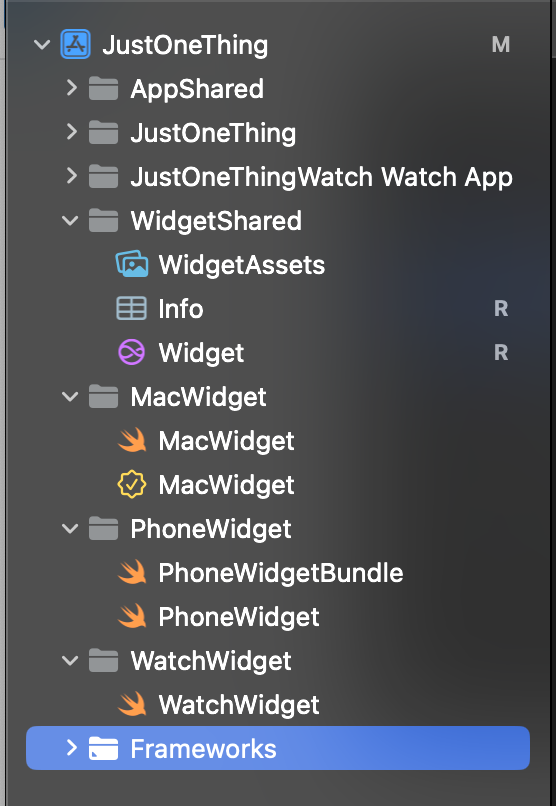 JustOneThing M
AppShared
JustOneThing
JustOneThingWatch Watch App
WidgetShared
WidgetAssets
Info R
Widget R
MacWidget
MacWidget
MacWidget
PhoneWidget
PhoneWidgetBundle
PhoneWidget
WatchWidget
WatchWidget
Frameworks